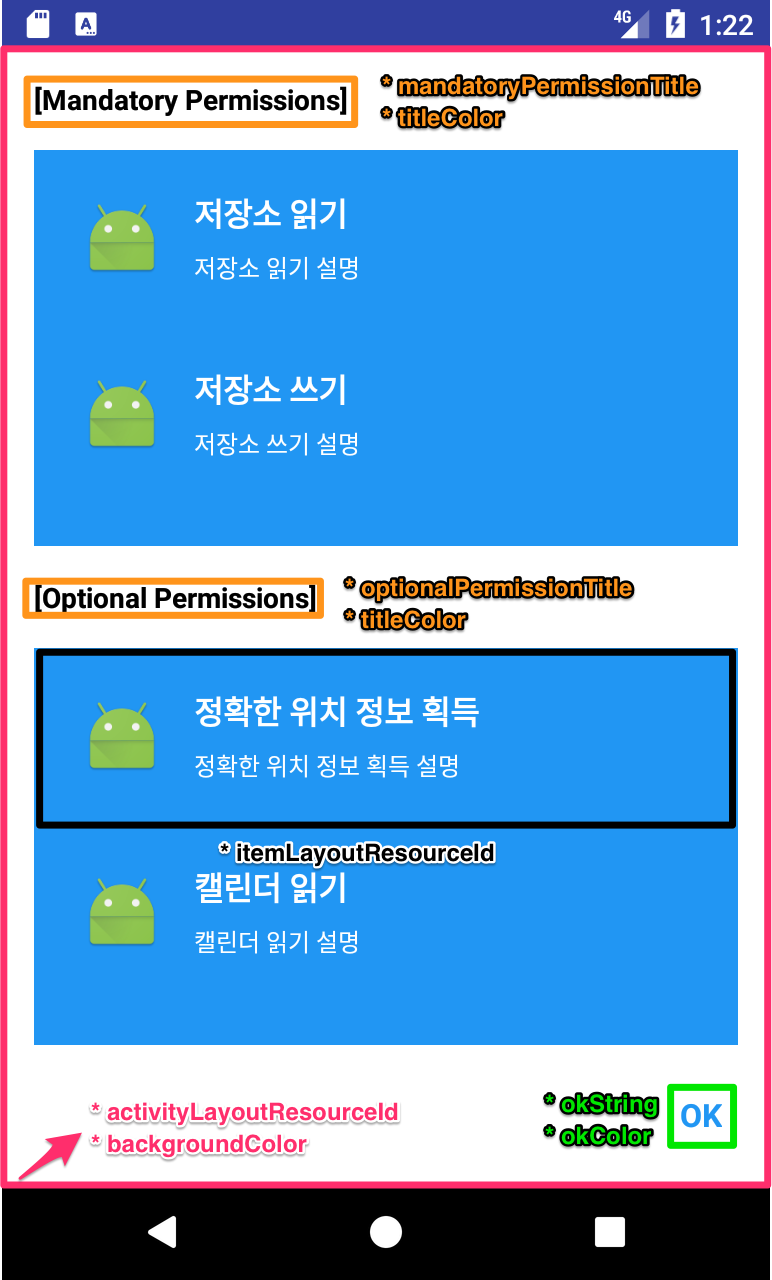 4G 1:22
[Mandatory Permissions]
* mandatoryPermissionTitle
* titleColor
저장소 읽기
저장소 읽기 설명
저장소 쓰기
저장소 쓰기 설명
[Optional Permissions]
* optionalPermissionTitle
* titleColor
정확한 위치 정보 획득
정확한 위치 정보 획득 설명
* itemLayoutResourceId
캘린더 읽기
캘린더 읽기 설명
* activityLayoutResourceId
* backgroundColor
* okString
* okColor
OK